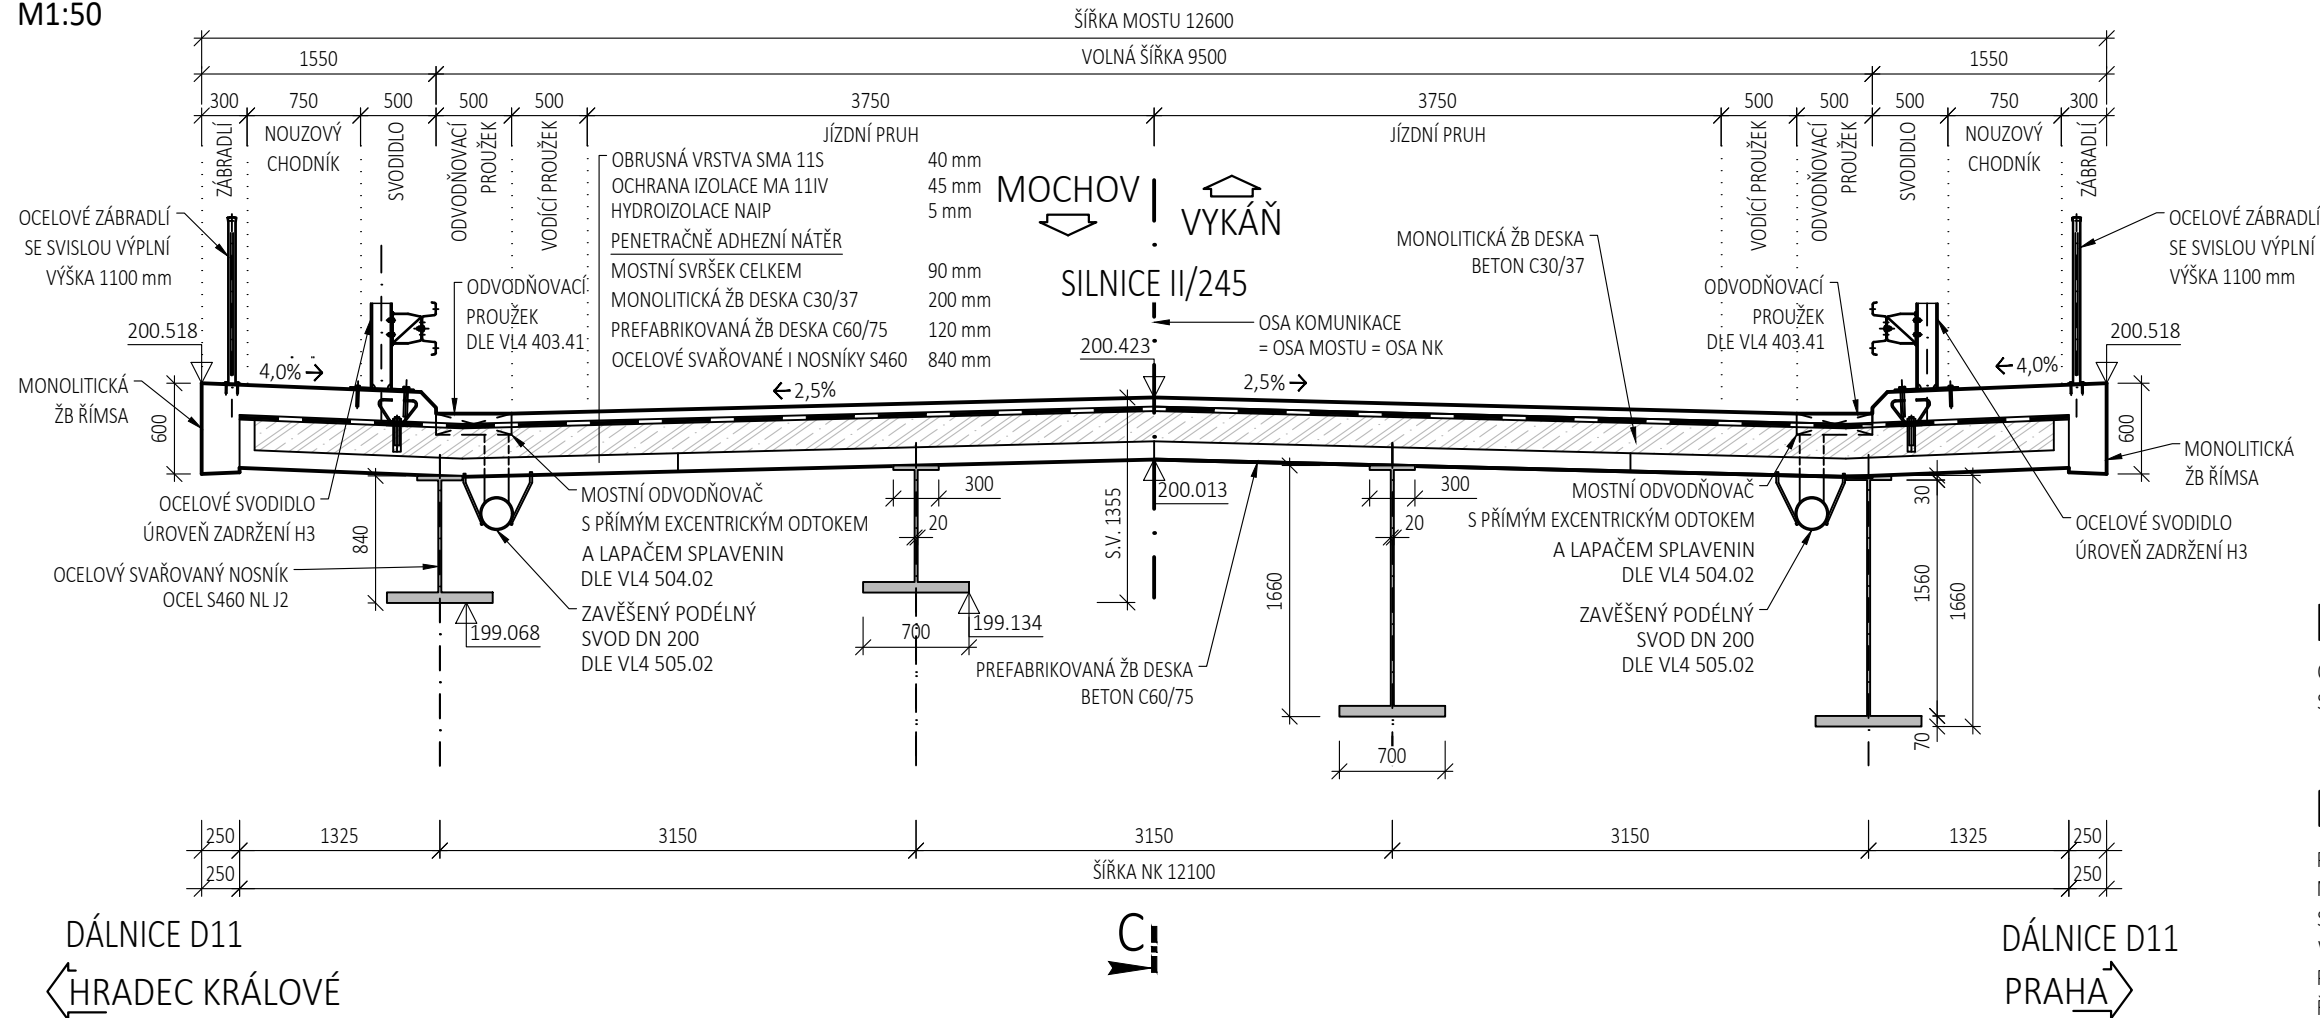 M1:50
ŠÍŘKA MOSTU 12600
1550
VOLNÁ ŠÍŘKA 9500
1550
300 750 500 500 500 3750 3750 500 500 500 750 300
ZÁBRADLÍ
NOUZOVÝ
CHODNÍK
SVODIDLO
ODVODŇOVACÍ
PROUŽEK
VODÍCÍ PROUŽEK
JÍZDNÍ PRUH
JÍZDNÍ PRUH
VODÍCÍ PROUŽEK
ODVODŇOVACÍ
PROUŽEK
SVODIDLO
NOUZOVÝ
CHODNÍK
ZÁBRADLÍ
OBRUSNÁ VRSTVA SMA 11S 40 mm
OCHRANA IZOLACE MA 11IV 45 mm
HYDROIZOLACE NAIP 5 mm
PENETRAČNĚ ADHEZNÍ NÁTĚR
MOSTNÍ SVRŠEK CELKEM 90 mm
MONOLITICKÁ ŽB DESKA C30/37 200 mm
PREFABRIKOVANÁ ŽB DESKA C60/75 120 mm
OCELOVÉ SVAŘOVANÉ I NOSNÍKY S460 840 mm
MOCHOV
VYKÁŇ
SILNICE II/245
OSA KOMUNIKACE
= OSA MOSTU = OSA NK
MONOLITICKÁ ŽB DESKA
BETON C30/37
OCELOVÉ ZÁBRADLÍ
SE SVISLOU VÝPLNÍ
VÝŠKA 1100 mm
OCELOVÉ ZÁBRADLÍ
SE SVISLOU VÝPLNÍ
VÝŠKA 1100 mm
ODVODŇOVACÍ
PROUŽEK
DLE VL4 403.41
ODVODŇOVACÍ
PROUŽEK
DLE VL4 403.41
200.518
200.423
200.518
4,0%
2,5%
2,5%
4,0%
MONOLITICKÁ
ŽB ŘÍMSA
600
600
MONOLITICKÁ
ŽB ŘÍMSA
OCELOVÉ SVODIDLO
ÚROVEŇ ZADRŽENÍ H3
OCELOVÝ SVAŘOVANÝ NOSNÍK
OCEL S460 NL J2
840
MOSTNÍ ODVODŇOVAČ
S PŘÍMÝM EXCENTRICKÝM ODTOKEM
A LAPAČEM SPLAVENIN
DLE VL4 504.02
ZAVĚŠENÝ PODÉLNÝ
SVOD DN 200
DLE VL4 505.02
199.068
300
20
700
199.134
S.V. 1355
200.013
PREFABRIKOVANÁ ŽB DESKA
BETON C60/75
1660
300
20
700
MOSTNÍ ODVODŇOVAČ
S PŘÍMÝM EXCENTRICKÝM ODTOKEM
A LAPAČEM SPLAVENIN
DLE VL4 504.02
ZAVĚŠENÝ PODÉLNÝ
SVOD DN 200
DLE VL4 505.02
30
1560
1660
70
OCELOVÉ SVODIDLO
ÚROVEŇ ZADRŽENÍ H3
250 1325 3150 3150 3150 1325 250
250
ŠÍŘKA NK 12100
250
DÁLNICE D11
HRADEC KRÁLOVÉ
C
DÁLNICE D11
PRAHA